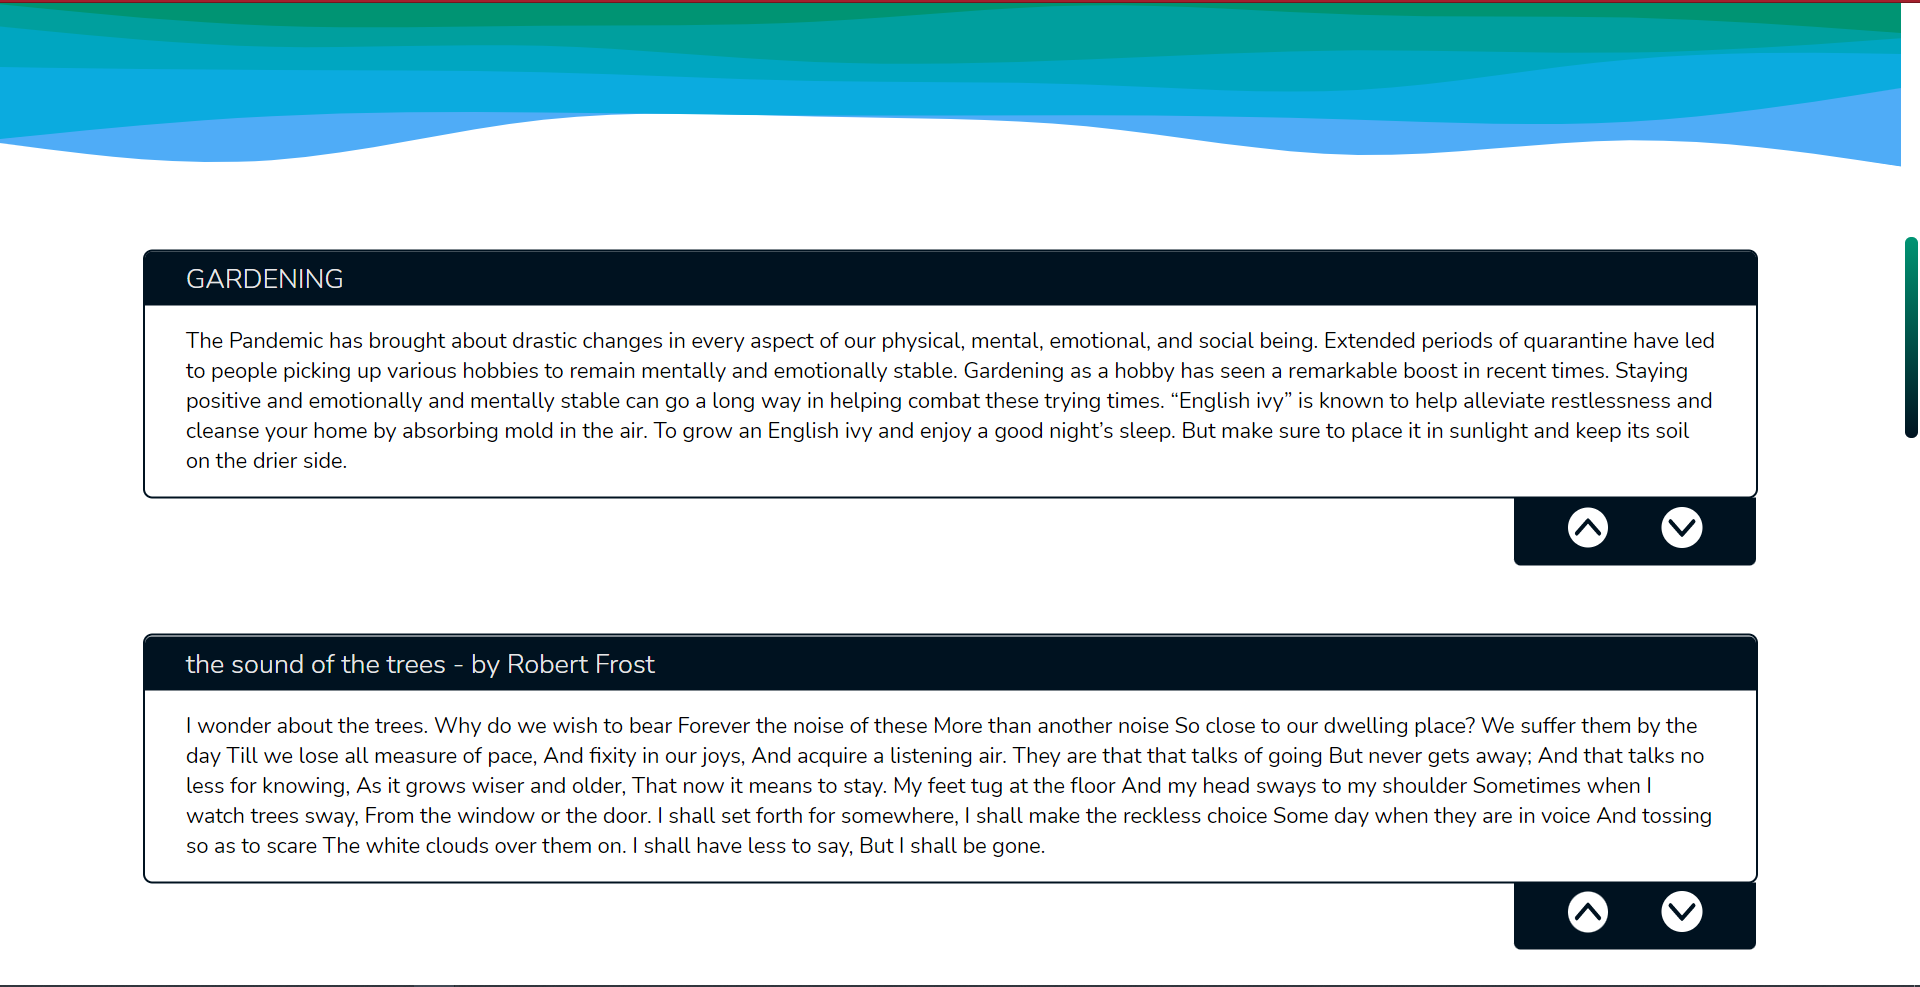 GARDENING
The Pandemic has brought about drastic changes in every aspect of our physical, mental, emotional, and social being. Extended periods of quarantine have led
to people picking up various hobbies to remain mentally and emotionally stable. Gardening as a hobby has seen a remarkable boost in recent times. Staying
positive and emotionally and mentally stable can go a long way in helping combat these trying times. “English ivy” is known to help alleviate restlessness and
cleanse your home by absorbing mold in the air. To grow an English ivy and enjoy a good night’s sleep. But make sure to place it in sunlight and keep its soil
on the drier side.
the sound of the trees - by Robert Frost
I wonder about the trees. Why do we wish to bear Forever the noise of these More than another noise So close to our dwelling place? We suffer them by the
day Till we lose all measure of pace, And fixity in our joys, And acquire a listening air. They are that that talks of going But never gets away; And that talks no
less for knowing, As it grows wiser and older, That now it means to stay. My feet tug at the floor And my head sways to my shoulder Sometimes when I
watch trees sway, From the window or the door. I shall set forth for somewhere, I shall make the reckless choice Some day when they are in voice And tossing
so as to scare The white clouds over them on. I shall have less to say, But I shall be gone.